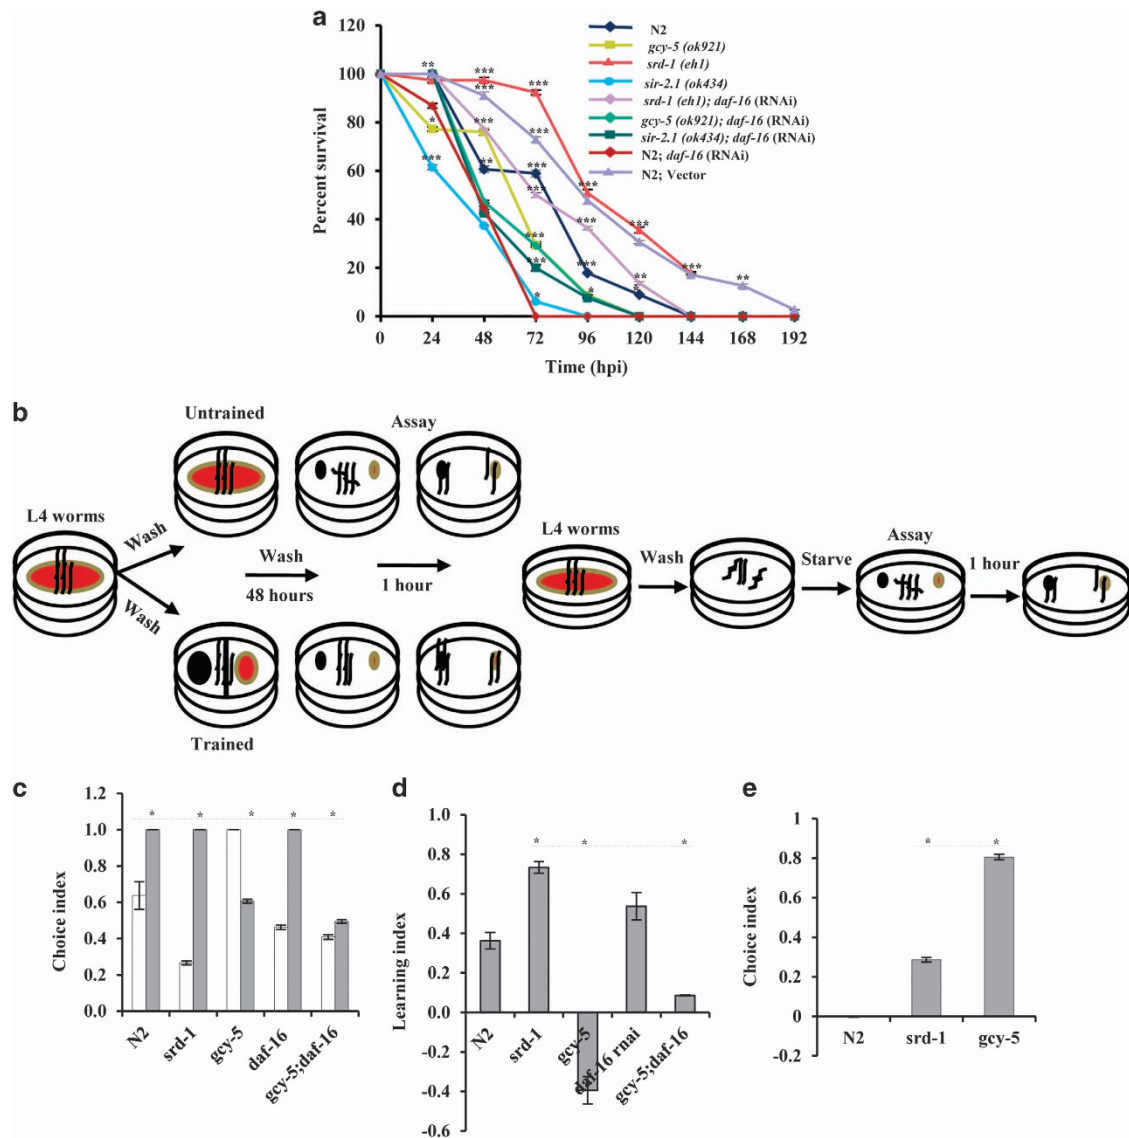 a
120
100
80
60
40
20
0
Percent survival
0 24 48 72 96 120 144 168 192
Time (hpi)
N2
gcy-5 (ok921)
srd-1 (eh1)
sir-2.1 (ok434)
srd-1 (eh1); daf-16 (RNAi)
gcy-5 (ok921); daf-16 (RNAi)
sir-2.1 (ok434); daf-16 (RNAi)
N2; daf-16 (RNAi)
N2; Vector
** *** ***
*** ***
* ** ***
*** *** *** ***
*** *** ** **
*** *
*
b
Untrained
Assay
L4 worms
Wash
Wash
Wash
48 hours
1 hour
Trained
L4 worms
Wash
Starve
Assay
1 hour
c
1.2
1.0
0.8
0.6
0.4
0.2
0.0
Choice index
* * * * *
N2 srd-1 gcy-5 daf-16 gcy-5;daf-16
d
1.0
0.8
0.6
0.4
0.2
0.0
-0.2
-0.4
-0.6
Learning index
* * *
N2 srd-1 gcy-5 daf-16 rnai gcy-5;daf-16
e
1
0.8
0.6
0.4
0.2
0
-0.2
Choice index
* *
N2 srd-1 gcy-5